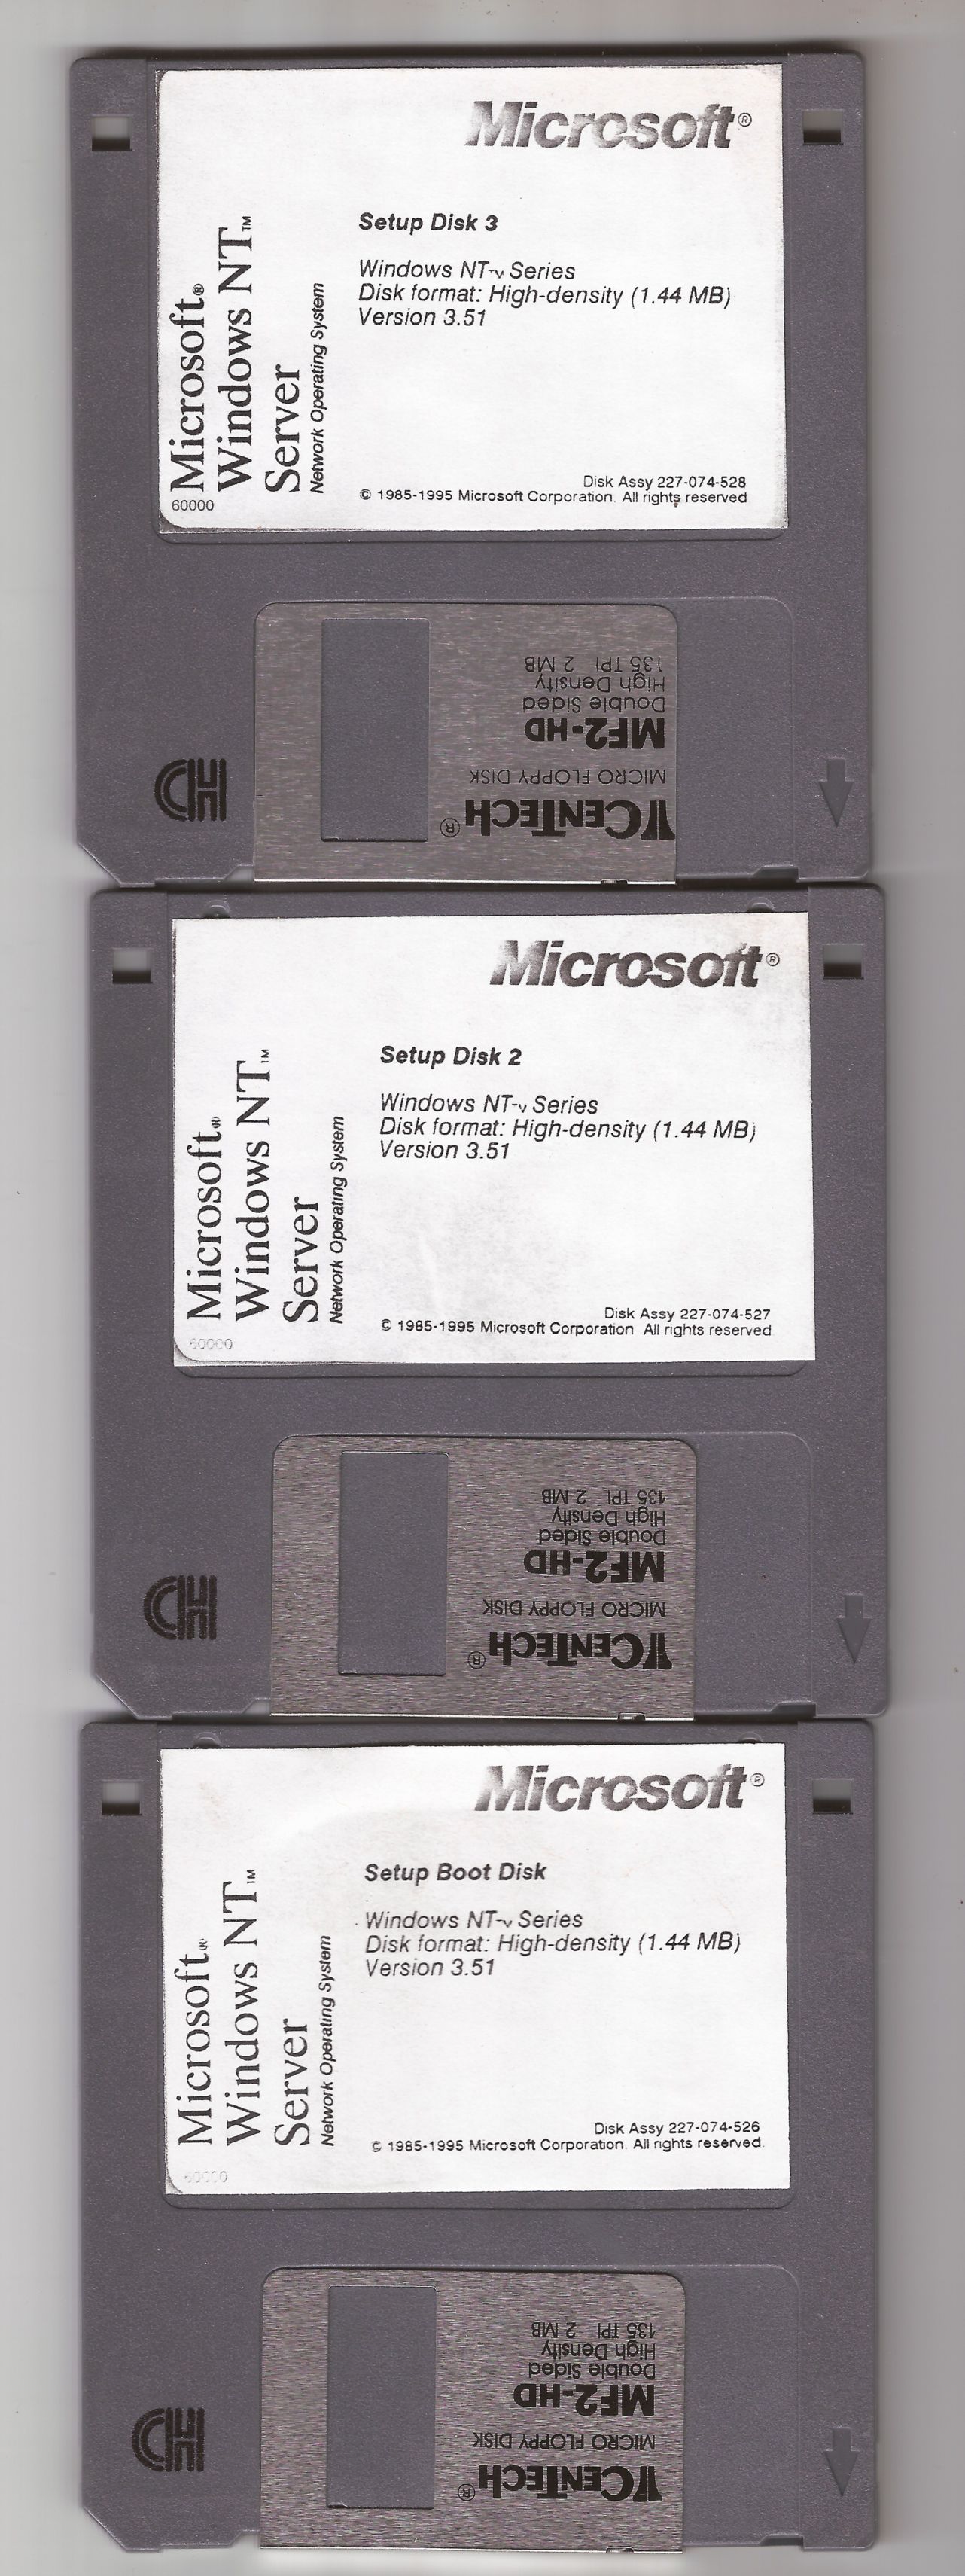 Microsoft®
Setup Disk 3
Windows NT-v Series
Disk format: High-density (1.44 MB)
Version 3.51
Microsoft®
Windows NT™
Server
Network Operating System
60000
Disk Assy 227-074-528
© 1985-1995 Microsoft Corporation. All rights reserved
CENTECH®
MICRO FLOPPY DISK
MF2-HD
Double Sided
High Density
135 TPI 2 MB
HD
Microsoft®
Setup Disk 2
Windows NT-v Series
Disk format: High-density (1.44 MB)
Version 3.51
Microsoft®
Windows NT™
Server
Network Operating System
60000
Disk Assy 227-074-527
© 1985-1995 Microsoft Corporation All rights reserved
CENTECH®
MICRO FLOPPY DISK
MF2-HD
Double Sided
High Density
135 TPI 2 MB
HD
Microsoft®
Setup Boot Disk
Windows NT-v Series
Disk format: High-density (1.44 MB)
Version 3.51
Microsoft®
Windows NT™
Server
Network Operating System
60000
Disk Assy 227-074-526
© 1985-1995 Microsoft Corporation. All rights reserved.
CENTECH®
MICRO FLOPPY DISK
MF2-HD
Double Sided
High Density
135 TPI 2 MB
HD